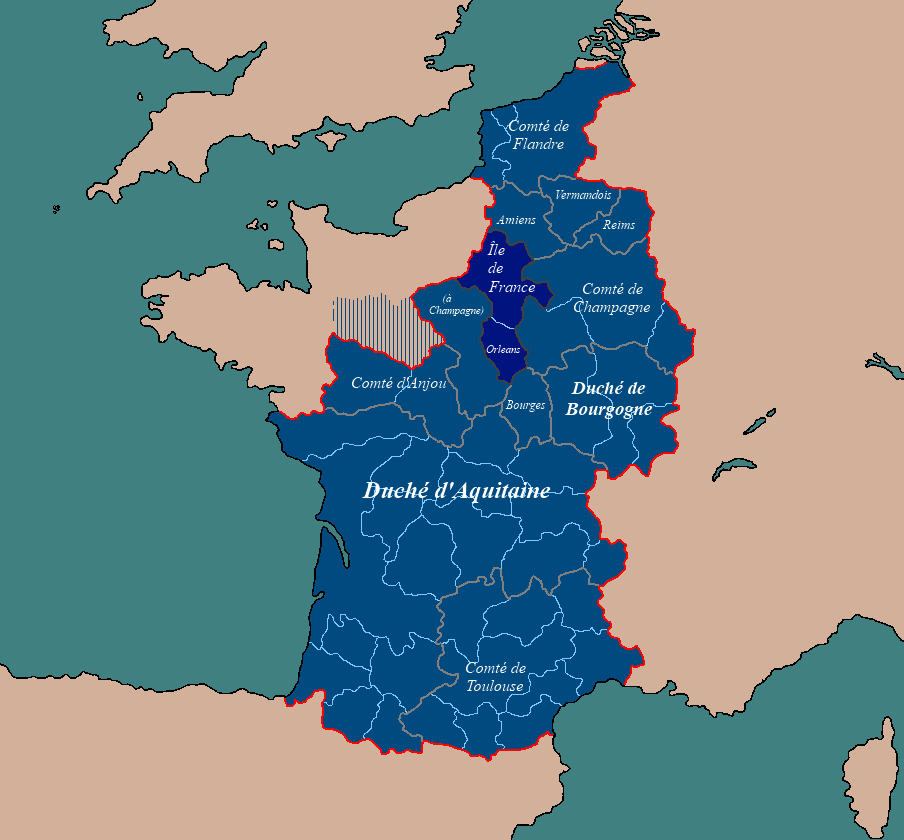 Comté de
Flandre
Vermandois
Amiens
Reims
Île
de
France
Comté de
Champagne
(à
Champagne)
Orleans
Comté d'Anjou
Bourges
Duché de
Bourgogne
Duché d'Aquitaine
Comté de
Toulouse